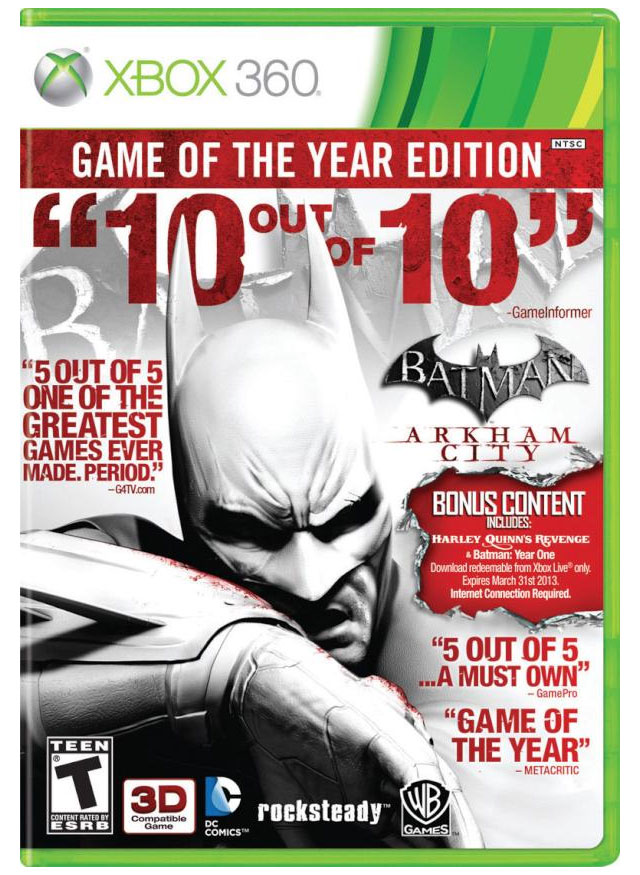 XBOX 360
NTSC
GAME OF THE YEAR EDITION
“10 OUT OF 10”
-GameInformer
“5 OUT OF 5
ONE OF THE
GREATEST
GAMES EVER
MADE. PERIOD.”
– G4TV.com
BATMAN
ARKHAM
CITY
BONUS CONTENT
INCLUDES:
HARLEY QUINN'S REVENGE
& Batman: Year One
Download redeemable from Xbox Live® only.
Expires March 31st 2013.
Internet Connection Required.
“5 OUT OF 5
...A MUST OWN”
– GamePro
“GAME OF
THE YEAR”
– METACRITIC
TEEN
T
CONTENT RATED BY
ESRB
3D
Compatible
Game
DC
COMICS™
rocksteady™
WB
GAMES™